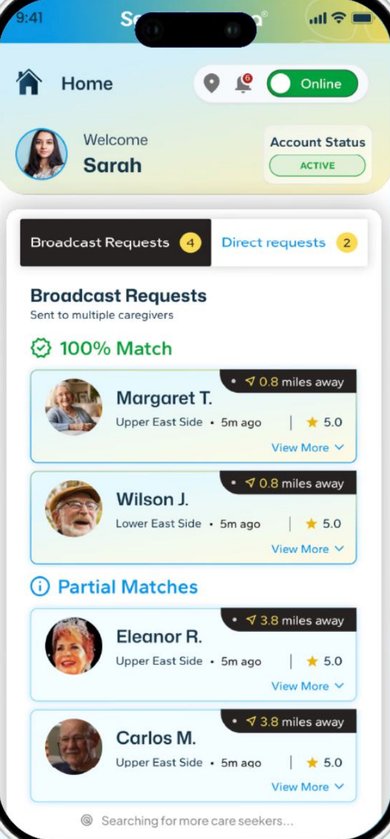 9:41
Home
6
Online
Welcome
Sarah
Account Status
ACTIVE
Broadcast Requests 4
Direct requests 2
Broadcast Requests
Sent to multiple caregivers
100% Match
• 0.8 miles away
Margaret T.
Upper East Side • 5m ago | 5.0
View More
• 0.8 miles away
Wilson J.
Lower East Side • 5m ago | 5.0
View More
Partial Matches
• 3.8 miles away
Eleanor R.
Upper East Side • 5m ago | 5.0
View More
• 3.8 miles away
Carlos M.
Upper East Side • 5m ago | 5.0
View More
Searching for more care seekers...